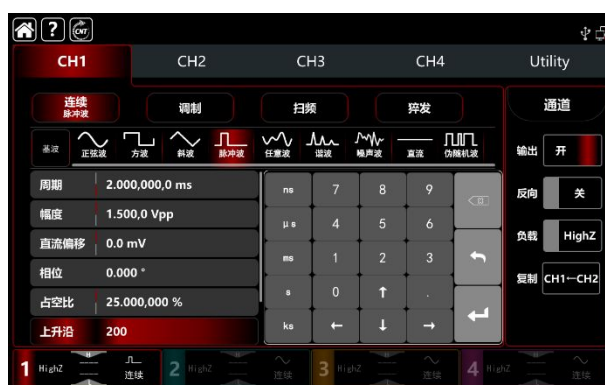 ? CNT
CH1 CH2 CH3 CH4 Utility
连续
脉冲波
调制 扫频 猝发 通道
基波 正弦波 方波 斜波 脉冲波 任意波 谐波 噪声波 直流 伪随机波
输出 开
周期 2.000,000,0 ms
ns 7 8 9
反向 关
幅度 1.500,0 Vpp
μs 4 5 6
直流偏移 0.0 mV
负载 HighZ
相位 0.000 °
ms 1 2 3
复制 CH1←CH2
占空比 25.000,000 %
s 0 ↑ .
上升沿 200
ks ← ↓ →
1 HighZ 连续 2 HighZ 连续 3 HighZ 连续 4 HighZ 连续